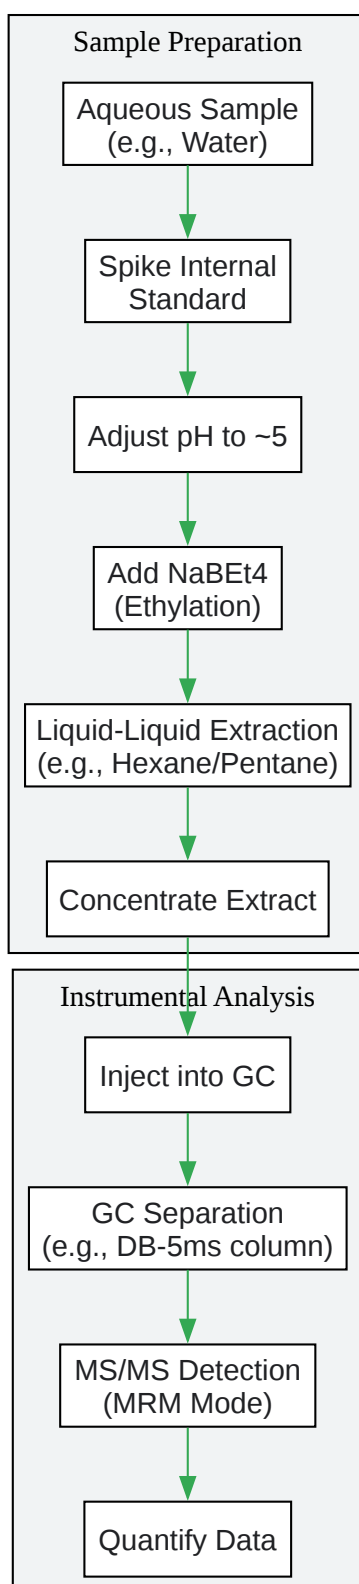 Sample Preparation
Aqueous Sample
(e.g., Water)
Spike Internal
Standard
Adjust pH to ~5
Add NaBEt4
(Ethylation)
Liquid-Liquid Extraction
(e.g., Hexane/Pentane)
Concentrate Extract
Instrumental Analysis
Inject into GC
GC Separation
(e.g., DB-5ms column)
MS/MS Detection
(MRM Mode)
Quantify Data